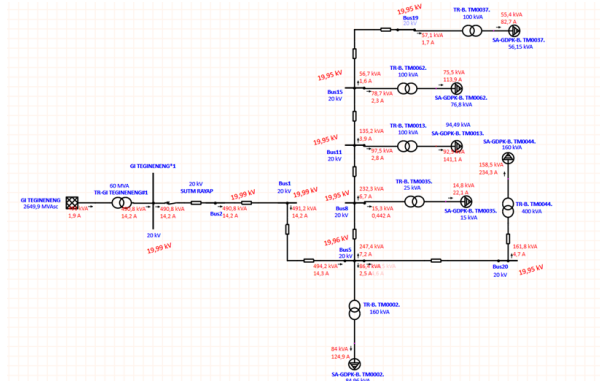 19,95 kV
Bus19
20 kV
57,1 kVA
1,7 A
TR-B. TM0037.
100 kVA
55,4 kVA
82,7 A
SA-GDPK-B. TM0037.
56,15 kVA
19,95 kV
56,7 kVA
1,6 A
Bus15
20 kV
78,7 kVA
2,3 A
TR-B. TM0062.
100 kVA
75,5 kVA
113,9 A
SA-GDPK-B. TM0062.
76,8 kVA
19,95 kV
3,9 A
Bus11
20 kV
97,5 kVA
2,8 A
TR-B. TM0013.
100 kVA
94,49 kVA
SA-GDPK-B. TM0013.
141,1 A
SA-GDPK-B. TM0044.
160 kVA
158,5 kVA
234,3 A
TR-B. TM0044.
400 kVA
161,8 kVA
4,7 A
Bus20
20 kV
19,95 kV
GI TEGINENENG*1
GI TEGINENENG
2649,9 MVAsc
1,9 A
60 MVA
TR-GI TEGINENENG#1
490,8 kVA
14,2 A
490,8 kVA
14,2 A
20 kV
19,99 kV
20 kV
SUTM RAYAP
Bus2
490,8 kVA
14,2 A
19,99 kV
Bus1
20 kV
19,99 kV
491,2 kVA
14,2 A
19,95 kV
232,3 kVA
6,7 A
Bus8
20 kV
15,3 kVA
0,442 A
TR-B. TM0035.
25 kVA
14,8 kVA
22,1 A
SA-GDPK-B. TM0035.
15 kVA
19,96 kV
Bus5
20 kV
247,4 kVA
7,2 A
494,2 kVA
14,3 A
2,5 A
TR-B. TM0002.
160 kVA
84 kVA
124,9 A
SA-GDPK-B. TM0002.